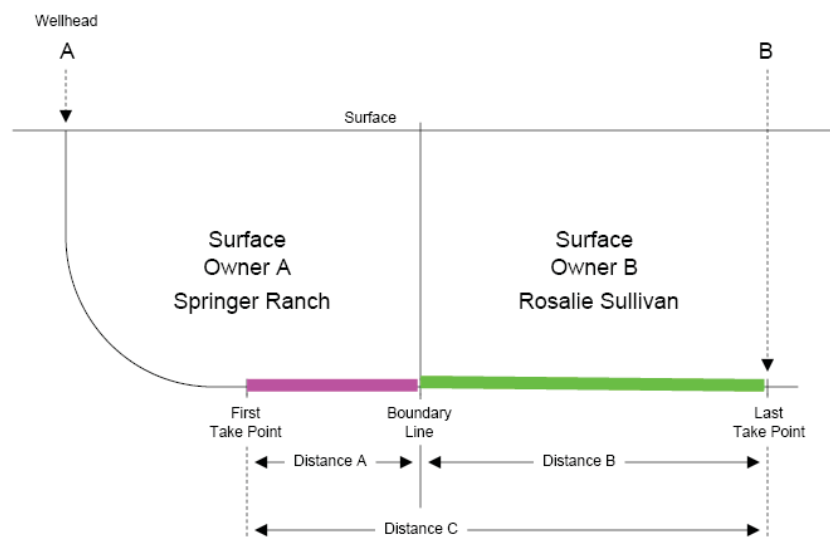 Wellhead
A
B
Surface
Surface
Owner A
Springer Ranch
Surface
Owner B
Rosalie Sullivan
First
Take Point
Boundary
Line
Last
Take Point
Distance A
Distance B
Distance C